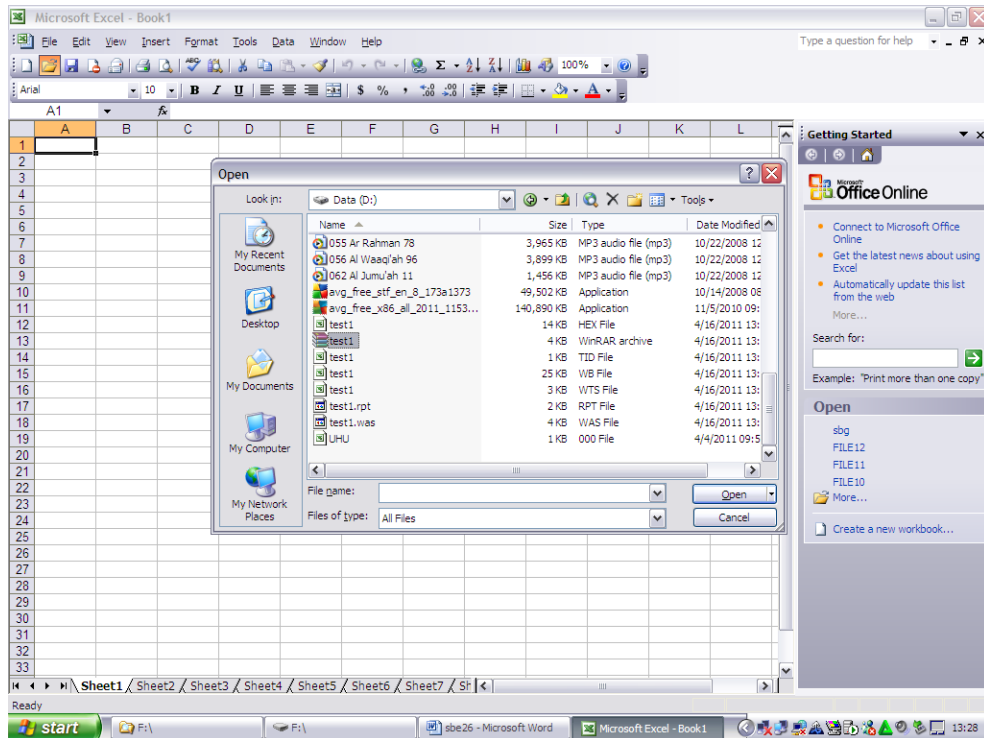 Microsoft Excel - Book1
File Edit View Insert Format Tools Data Window Help
Type a question for help
100%
Arial 10 B I U $ % ,
A1 fx
A B C D E F G H I J K L
1
2
3
4
5
6
7
8
9
10
11
12
13
14
15
16
17
18
19
20
21
22
23
24
25
26
27
28
29
30
31
32
33
Open
Look in: Data (D:) Tools
My Recent Documents
Desktop
My Documents
My Computer
My Network Places
Name Size Type Date Modified
055 Ar Rahman 78 3,965 KB MP3 audio file (mp3) 10/22/2008 12
056 Al Waaqi'ah 96 3,899 KB MP3 audio file (mp3) 10/22/2008 12
062 Al Jumu'ah 11 1,456 KB MP3 audio file (mp3) 10/22/2008 12
avg_free_stf_en_8_173a1373 49,502 KB Application 10/14/2008 08
avg_free_x86_all_2011_1153... 140,890 KB Application 11/5/2010 09:
test1 14 KB HEX File 4/16/2011 13:
test1 4 KB WinRAR archive 4/16/2011 13:
test1 1 KB TID File 4/16/2011 13:
test1 25 KB WB File 4/16/2011 13:
test1 3 KB WTS File 4/16/2011 13:
test1.rpt 2 KB RPT File 4/16/2011 13:
test1.was 4 KB WAS File 4/16/2011 13:
UHU 1 KB 000 File 4/4/2011 09:5
File name: Open
Files of type: All Files Cancel
Getting Started
Microsoft
Office Online
Connect to Microsoft Office Online
Get the latest news about using Excel
Automatically update this list from the web
More...
Search for:
Example: "Print more than one copy"
Open
sbg
FILE12
FILE11
FILE10
More...
Create a new workbook...
Sheet1 Sheet2 Sheet3 Sheet4 Sheet5 Sheet6 Sheet7 Sh
Ready
start F:\ F:\ sbe26 - Microsoft Word Microsoft Excel - Book1 13:28